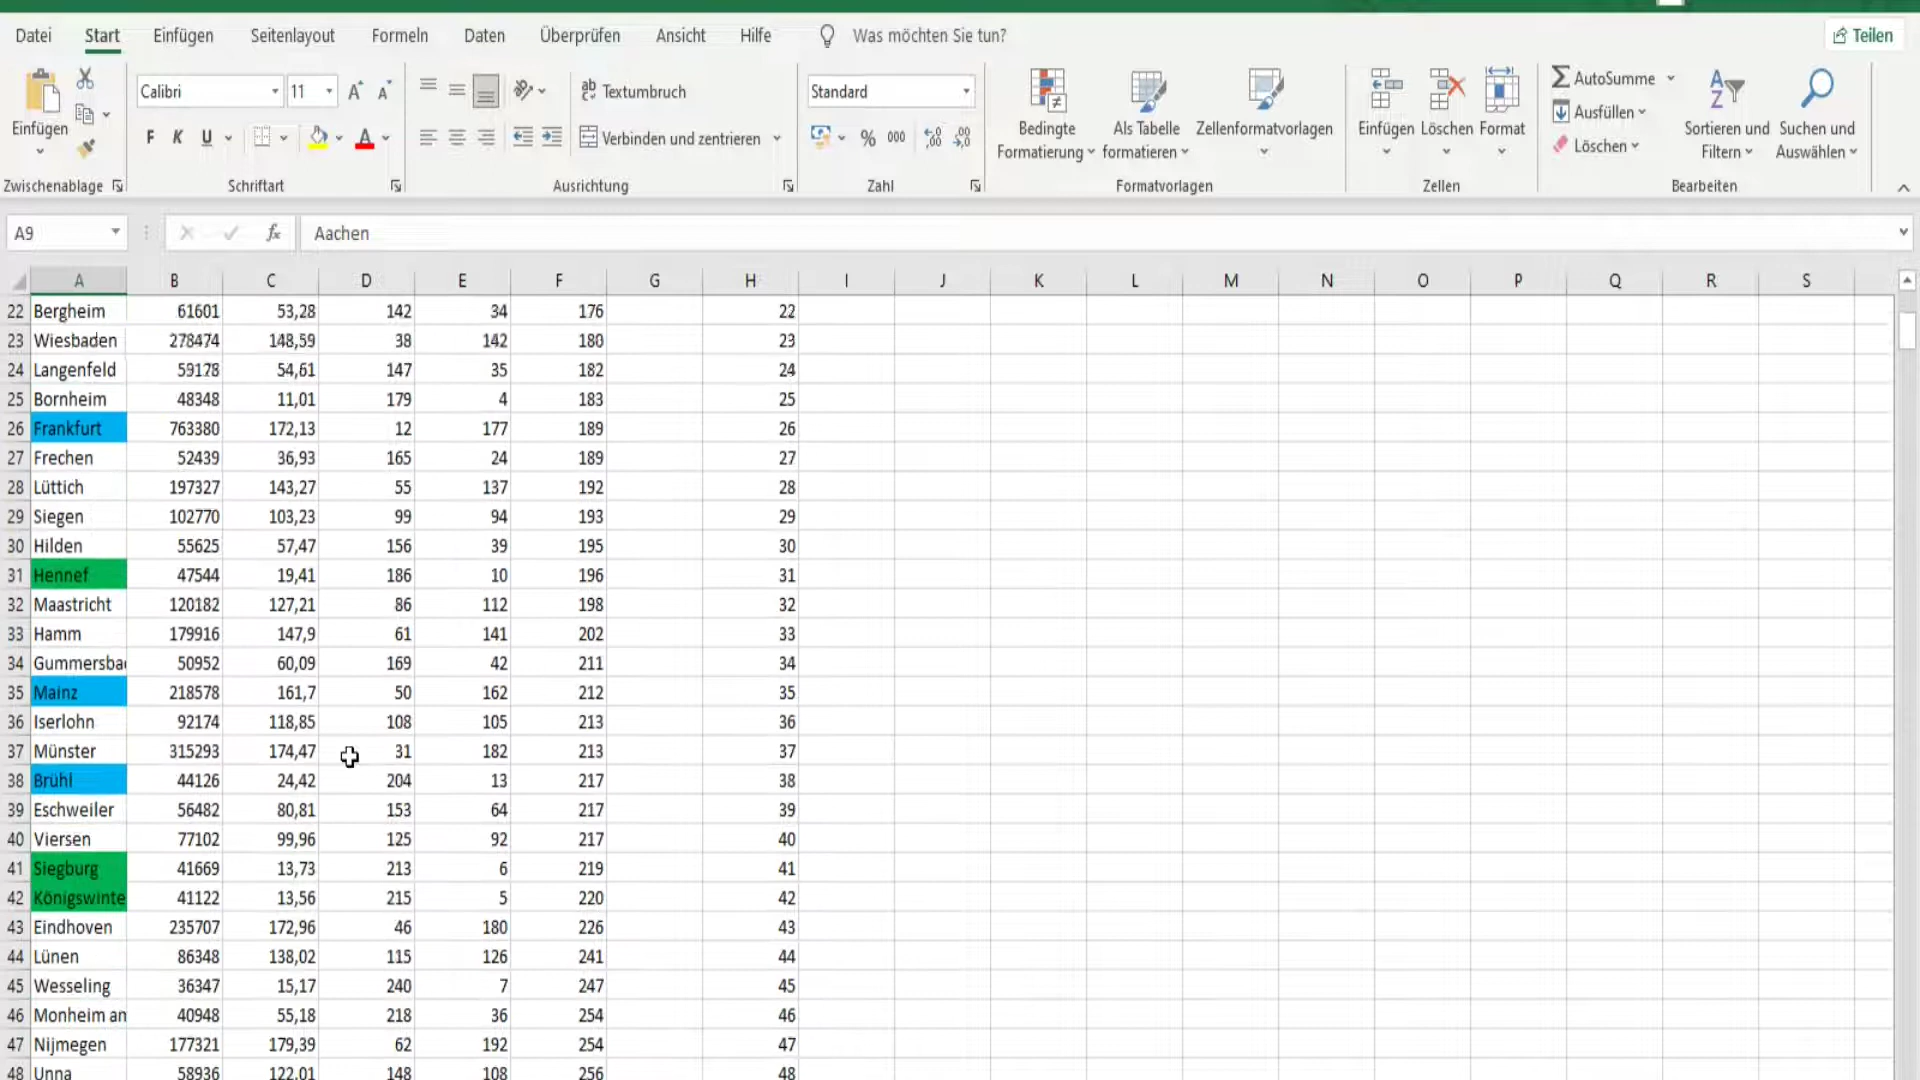 Datei Start Einfügen Seitenlayout Formeln Daten Überprüfen Ansicht Hilfe Was möchten Sie tun? Teilen
Calibri 11 Textumbruch Standard AutoSumme
Ausfüllen
Einfügen Bedingte Als Tabelle Zellenformatvorlagen Einfügen Löschen Format Sortieren und Suchen und
F K U Verbinden und zentrieren % 000 Formatierung formatieren Löschen Filtern Auswählen
Zwischenablage Schriftart Ausrichtung Zahl Formatvorlagen Zellen Bearbeiten
A9 fx Aachen
A B C D E F G H I J K L M N O P Q R S
22 Bergheim 61601 53,28 142 34 176 22
23 Wiesbaden 278474 148,59 38 142 180 23
24 Langenfeld 59178 54,61 147 35 182 24
25 Bornheim 48348 11,01 179 4 183 25
26 Frankfurt 763380 172,13 12 177 189 26
27 Frechen 52439 36,93 165 24 189 27
28 Lüttich 197327 143,27 55 137 192 28
29 Siegen 102770 103,23 99 94 193 29
30 Hilden 55625 57,47 156 39 195 30
31 Hennef 47544 19,41 186 10 196 31
32 Maastricht 120182 127,21 86 112 198 32
33 Hamm 179916 147,9 61 141 202 33
34 Gummersba 50952 60,09 169 42 211 34
35 Mainz 218578 161,7 50 162 212 35
36 Iserlohn 92174 118,85 108 105 213 36
37 Münster 315293 174,47 31 182 213 37
38 Brühl 44126 24,42 204 13 217 38
39 Eschweiler 56482 80,81 153 64 217 39
40 Viersen 77102 99,96 125 92 217 40
41 Siegburg 41669 13,73 213 6 219 41
42 Königswinte 41122 13,56 215 5 220 42
43 Eindhoven 235707 172,96 46 180 226 43
44 Lünen 86348 138,02 115 126 241 44
45 Wesseling 36347 15,17 240 7 247 45
46 Monheim am 40948 55,18 218 36 254 46
47 Nijmegen 177321 179,39 62 192 254 47
48 Unna 58936 122,01 148 108 256 48